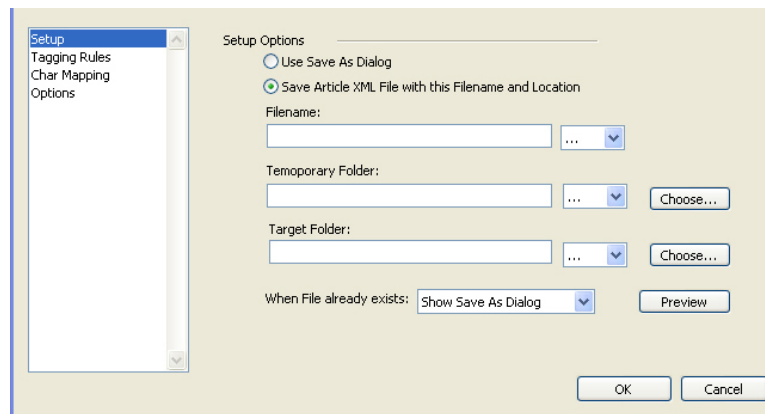 Setup
Tagging Rules
Char Mapping
Options
Setup Options
Use Save As Dialog
Save Article XML File with this Filename and Location
Filename:
...
Temoporary Folder:
... Choose...
Target Folder:
... Choose...
When File already exists: Show Save As Dialog Preview
OK Cancel